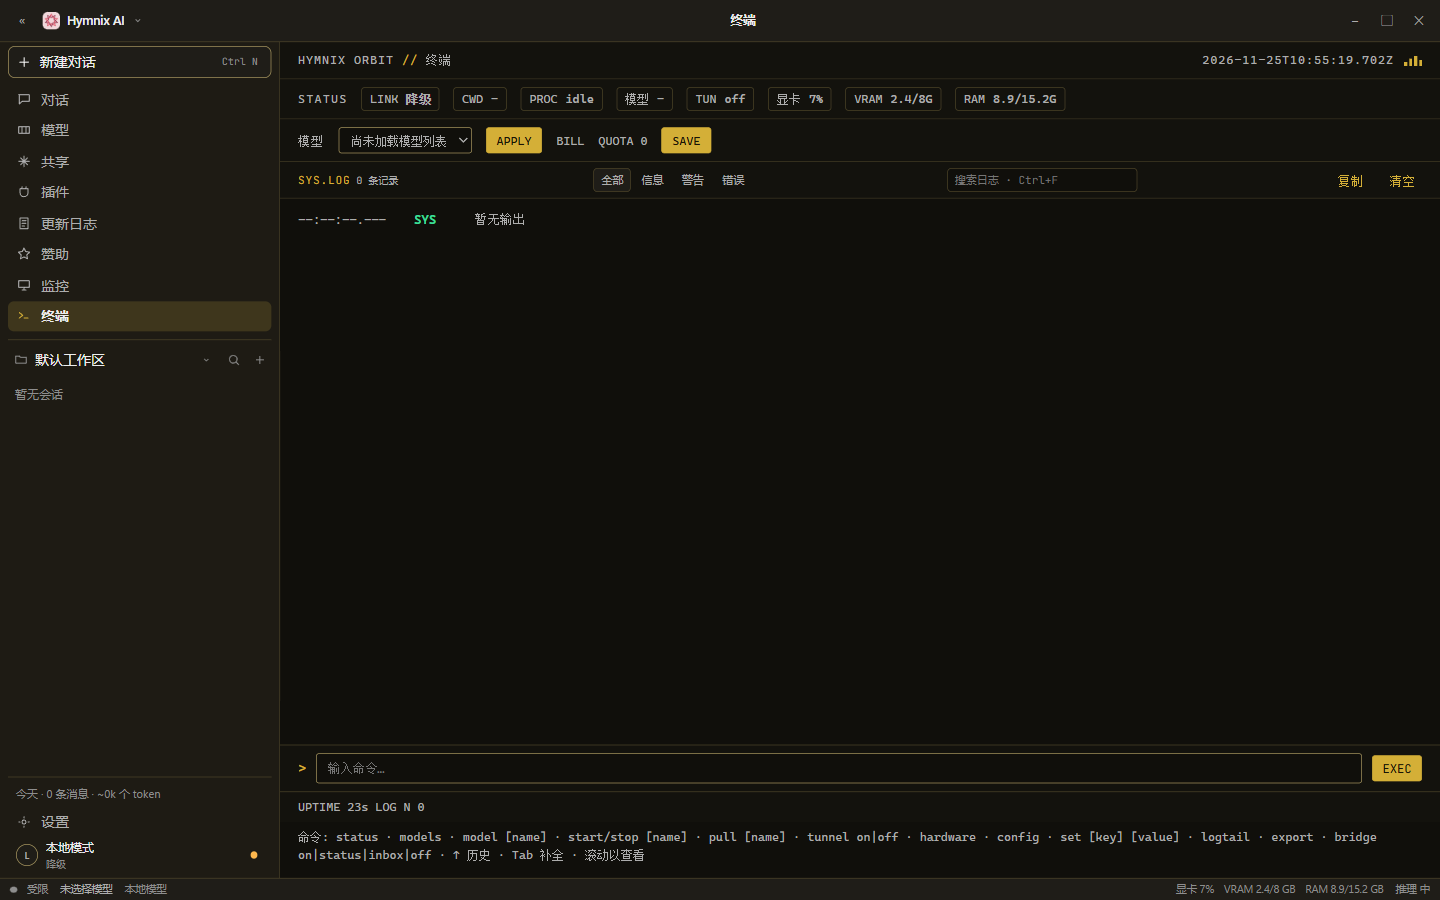 « Hymnix AI
终端
新建对话 Ctrl N
对话
模型
共享
插件
更新日志
赞助
监控
终端
默认工作区
暂无会话
今天 · 0 条消息 · ~0k 个 token
设置
L 本地模式
降级
HYMNIX ORBIT // 终端 2026-11-25T10:55:19.702Z
STATUS LINK 降级 CWD — PROC idle 模型 — TUN off 显卡 7% VRAM 2.4/8G RAM 8.9/15.2G
模型 尚未加载模型列表 APPLY BILL QUOTA 0 SAVE
SYS.LOG 0 条记录 全部 信息 警告 错误 搜索日志 · Ctrl+F 复制 清空
--:--:--.--- SYS 暂无输出
> 输入命令… EXEC
UPTIME 23s LOG N 0
命令: status · models · model [name] · start/stop [name] · pull [name] · tunnel on|off · hardware · config · set [key] [value] · logtail · export · bridge
on|status|inbox|off · ↑ 历史 · Tab 补全 · 滚动以查看
受限 未选择模型 本地模型 显卡 7% VRAM 2.4/8 GB RAM 8.9/15.2 GB 推理 中